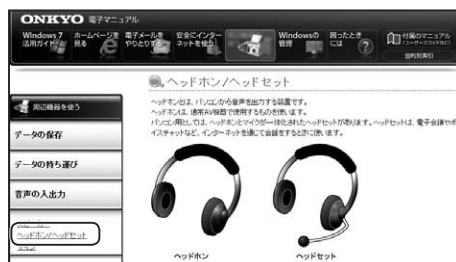 ONKYO 電子マニュアル
Windows 7 活用ガイド
ホームページを見る
電子メールをやりとりする
安全にインターネットを使う
Windowsの管理
困ったときには
付属のマニュアル
目的別索引
ヘッドホン/ヘッドセット
周辺機器を使う
データの保存
データの持ち運び
音声の入出力
ヘッドホン/ヘッドセット
ヘッドホンとは、パソコンから音声を出力する装置です。
ヘッドホンは、通常AV機器で使用するものを使います。
パソコン用としては、ヘッドホンとマイクが一体化されたヘッドセットがあります。ヘッドセットは、電子会議やボ
イスチャットなど、インターネットを通じて会話をするときに使います。
ヘッドホン
ヘッドセット